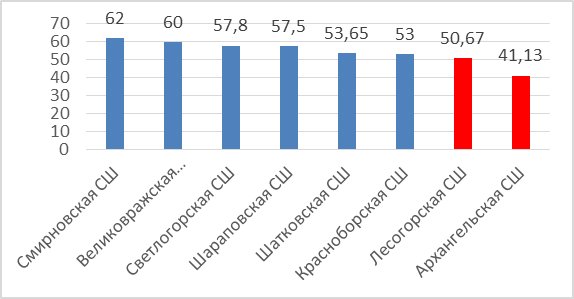 70
60
50
40
30
20
10
0
62
60
57,8
57,5
53,65
53
50,67
41,13
Смирновская СШ
Великовражская...
Светлогорская СШ
Шараповская СШ
Шатковская СШ
Красноборская СШ
Лесогорская СШ
Архангельская СШ